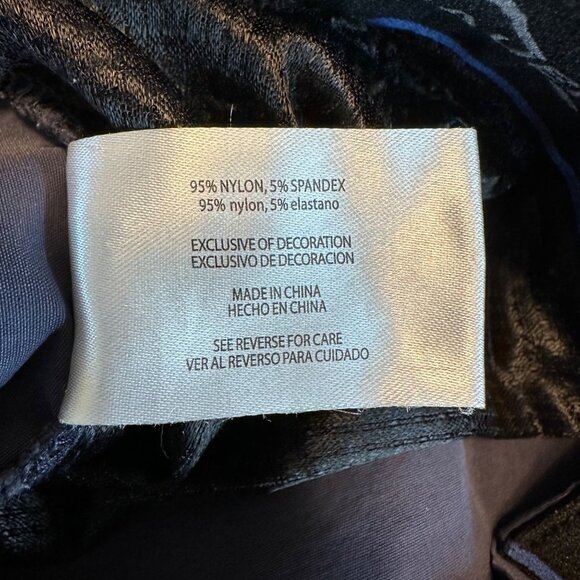 95% NYLON, 5% SPANDEX
95% nylon, 5% elastano
EXCLUSIVE OF DECORATION
EXCLUSIVO DE DECORACION
MADE IN CHINA
HECHO EN CHINA
SEE REVERSE FOR CARE
VER AL REVERSO PARA CUIDADO